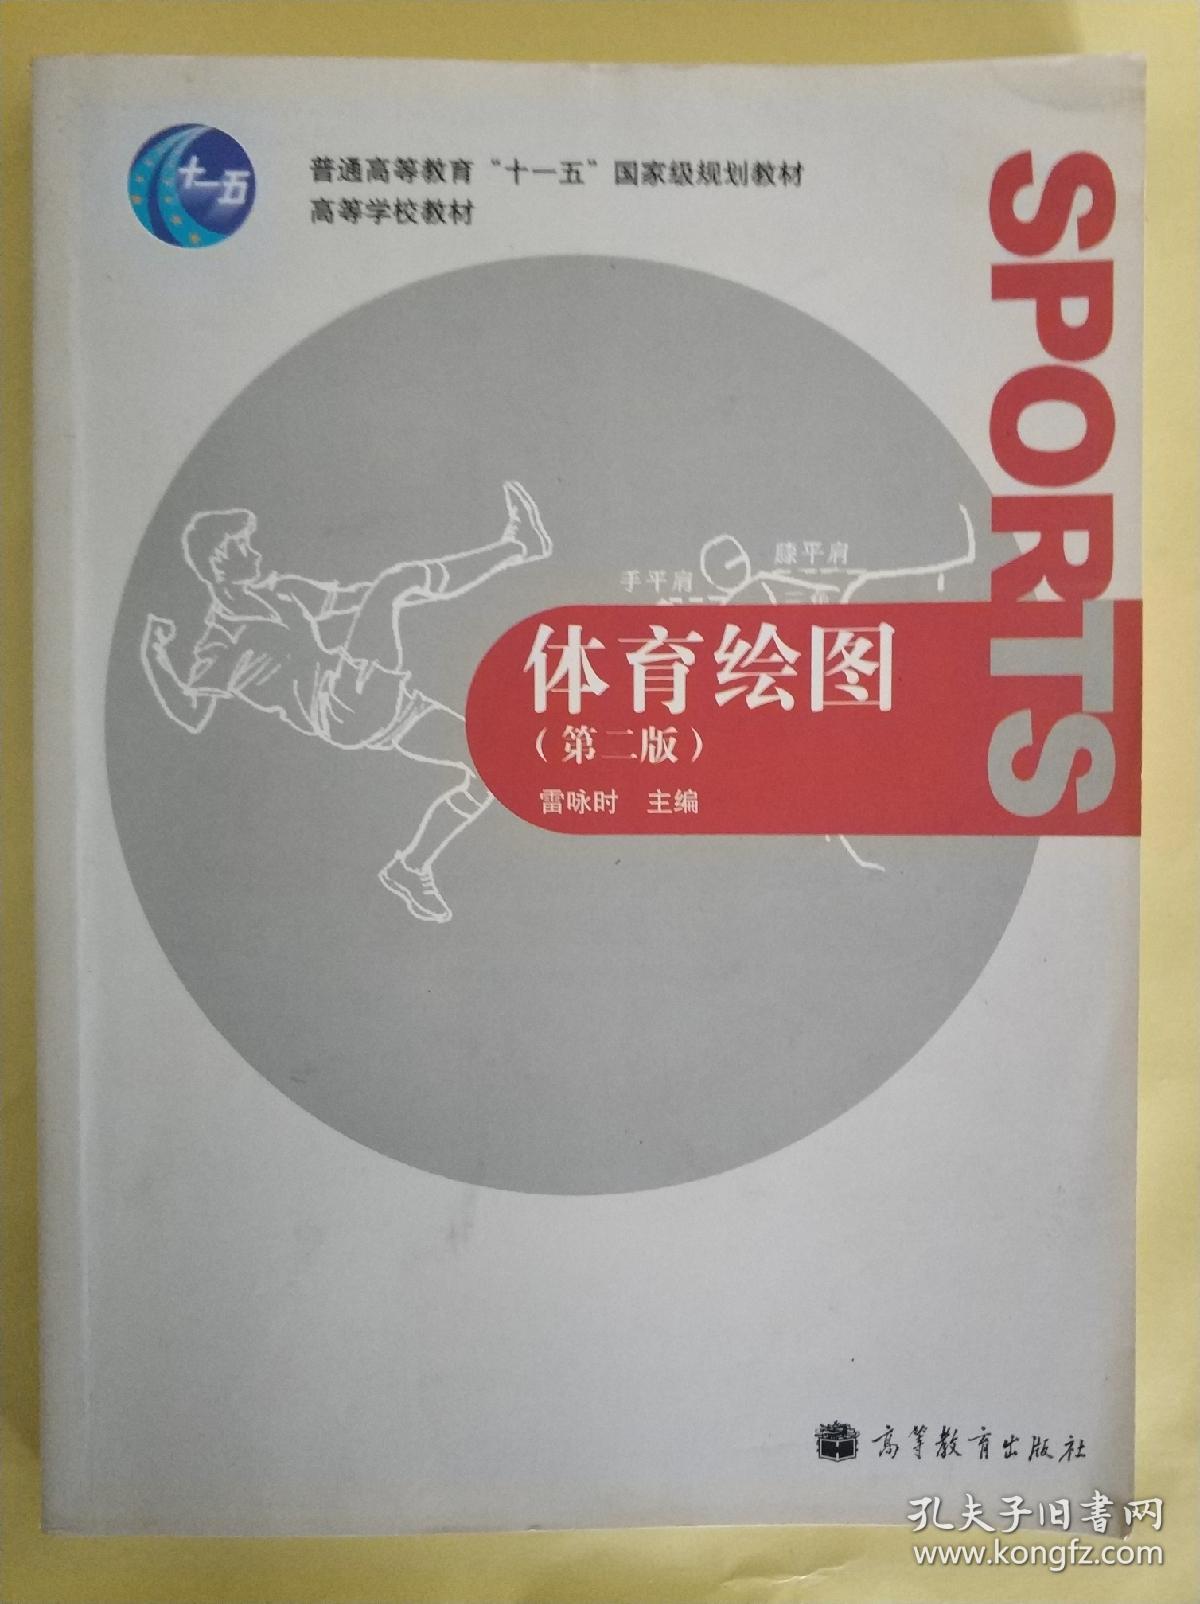 十一五
普通高等教育“十一五”国家级规划教材
高等学校教材
SPORTS
膝平肩
手平肩
体育绘图
（第二版）
雷咏时 主编
高等教育出版社
孔夫子旧书网
www.kongfz.com